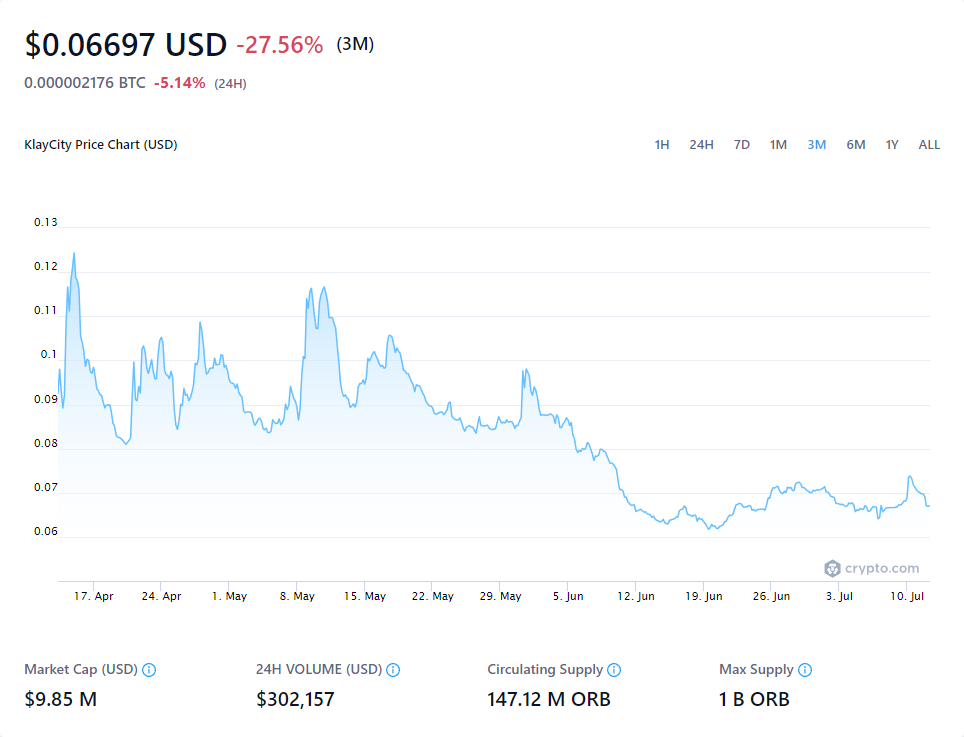 $0.06697 USD -27.56% (3M)
0.000002176 BTC -5.14% (24H)
KlayCity Price Chart (USD)
1H 24H 7D 1M 3M 6M 1Y ALL
0.13
0.12
0.11
0.1
0.09
0.08
0.07
0.06
crypto.com
17. Apr 24. Apr 1. May 8. May 15. May 22. May 29. May 5. Jun 12. Jun 19. Jun 26. Jun 3. Jul 10. Jul
Market Cap (USD) 24H VOLUME (USD) Circulating Supply Max Supply
$9.85 M $302,157 147.12 M ORB 1 B ORB